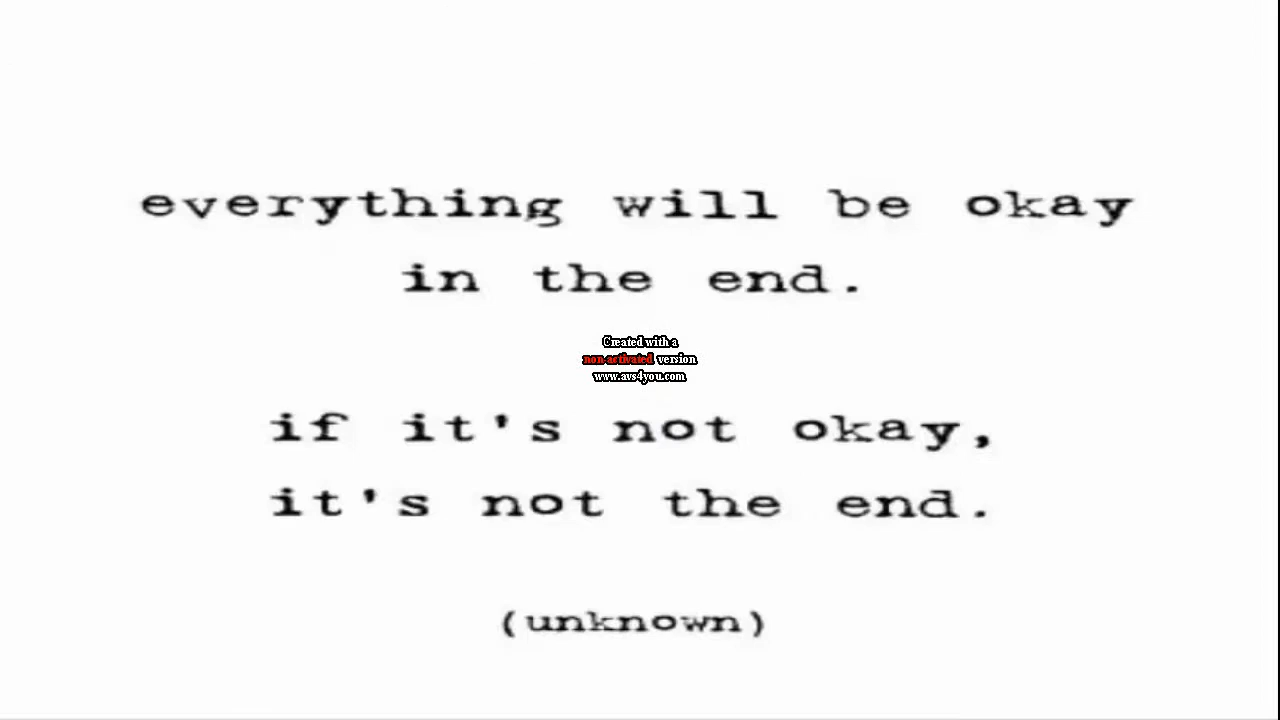 everything will be okay
in the end.
Created with a
non-activated version
www.avs4you.com
if it's not okay,
it's not the end.
(unknown)